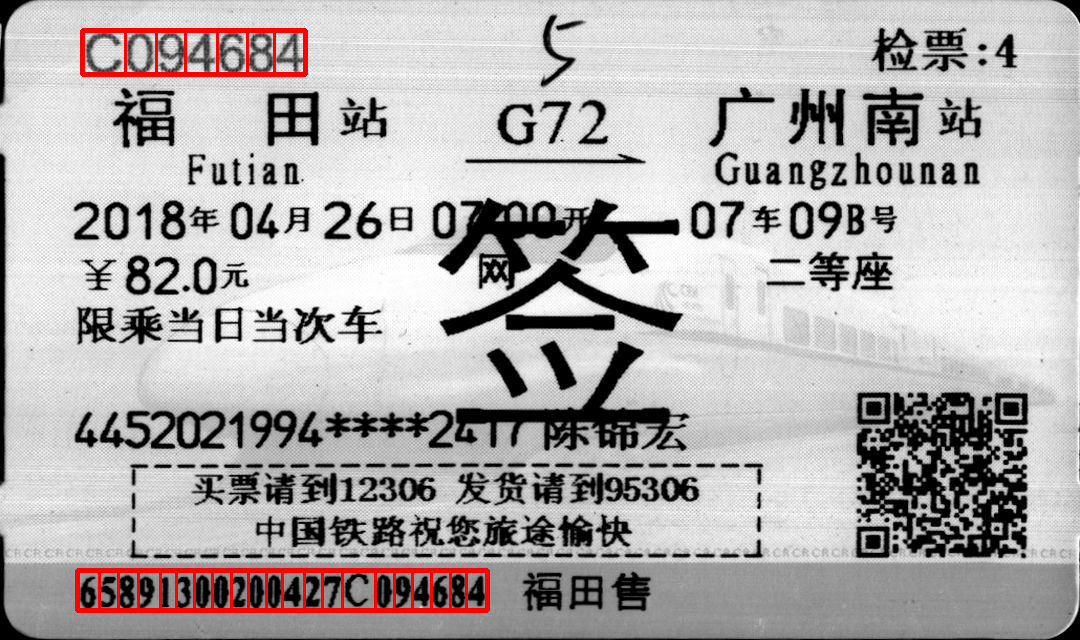 C094684 5 检票:4
福田站 G72 广州南站
Futian Guangzhounan
2018年04月26日 07:00开 07车09B号
¥82.0元 网 二等座
签
限乘当日当次车
4452021994****2417 陈锦宏
买票请到12306 发货请到95306
中国铁路祝您旅途愉快
65891300200427C094684 福田售